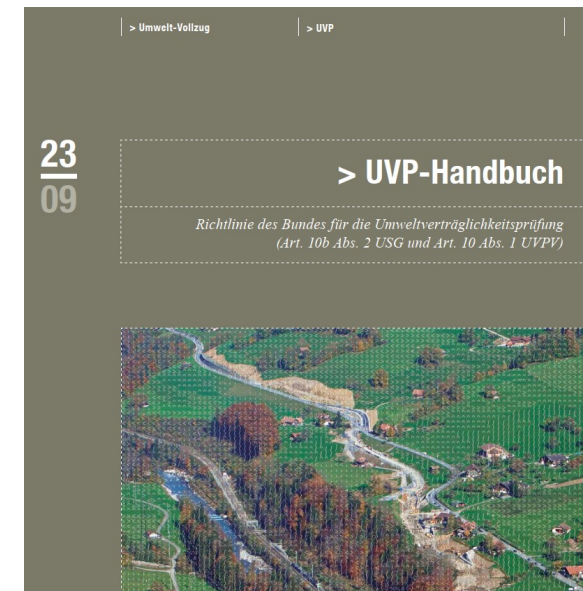 > Umwelt-Vollzug
> UVP
23
09
> UVP-Handbuch
Richtlinie des Bundes für die Umweltverträglichkeitsprüfung
(Art. 10b Abs. 2 USG und Art. 10 Abs. 1 UVPV)